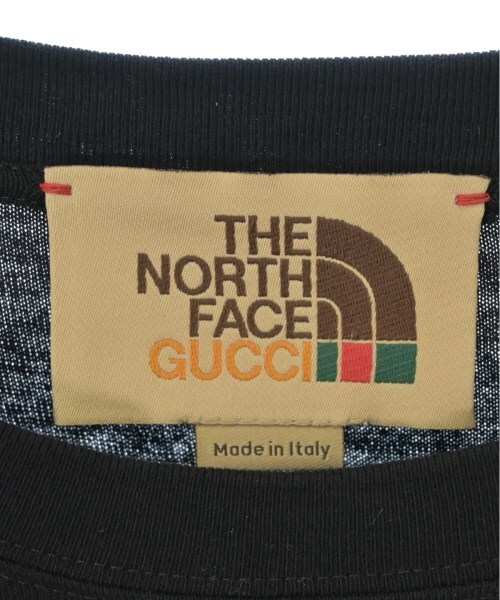 THE
NORTH
FACE
GUCCI
Made in Italy